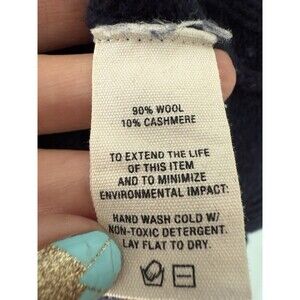 90% WOOL
10% CASHMERE
TO EXTEND THE LIFE
OF THIS ITEM
AND TO MINIMIZE
ENVIRONMENTAL IMPACT:
HAND WASH COLD W/
NON-TOXIC DETERGENT.
LAY FLAT TO DRY.